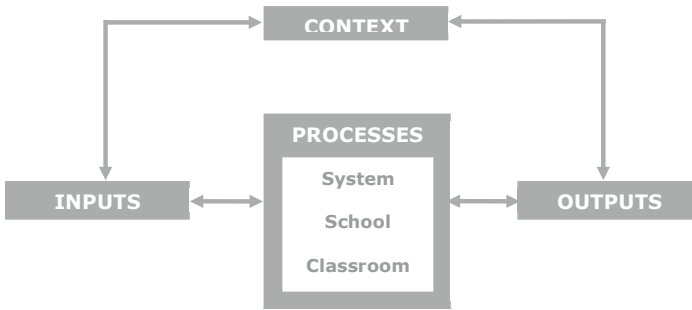 CONTEXT
PROCESSES
System
School
Classroom
INPUTS
OUTPUTS